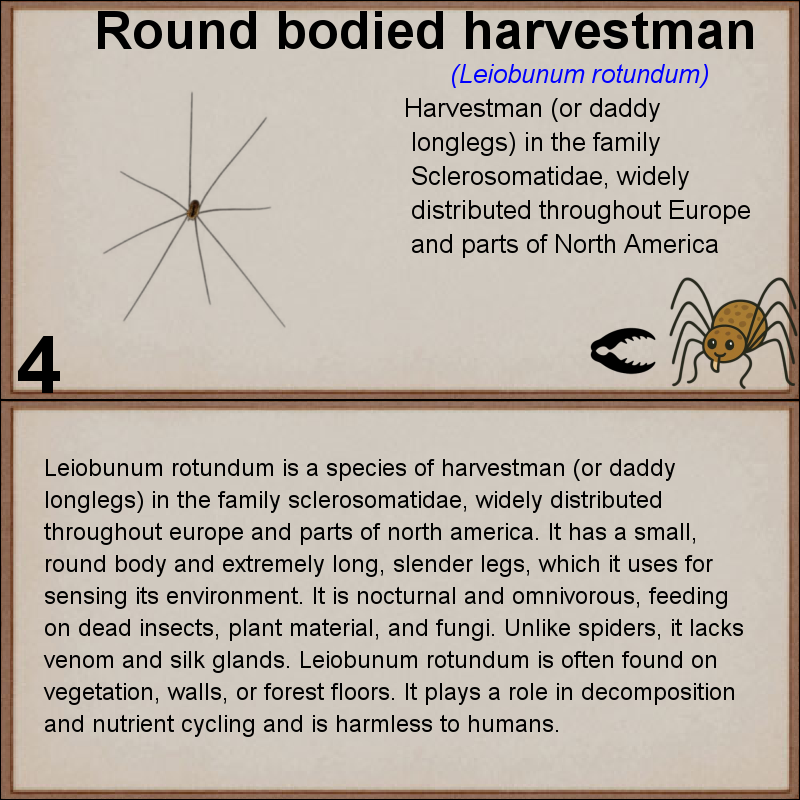 Round bodied harvestman
(Leiobunum rotundum)
Harvestman (or daddy
longlegs) in the family
Sclerosomatidae, widely
distributed throughout Europe
and parts of North America
4
Leiobunum rotundum is a species of harvestman (or daddy
longlegs) in the family sclerosomatidae, widely distributed
throughout europe and parts of north america. It has a small,
round body and extremely long, slender legs, which it uses for
sensing its environment. It is nocturnal and omnivorous, feeding
on dead insects, plant material, and fungi. Unlike spiders, it lacks
venom and silk glands. Leiobunum rotundum is often found on
vegetation, walls, or forest floors. It plays a role in decomposition
and nutrient cycling and is harmless to humans.